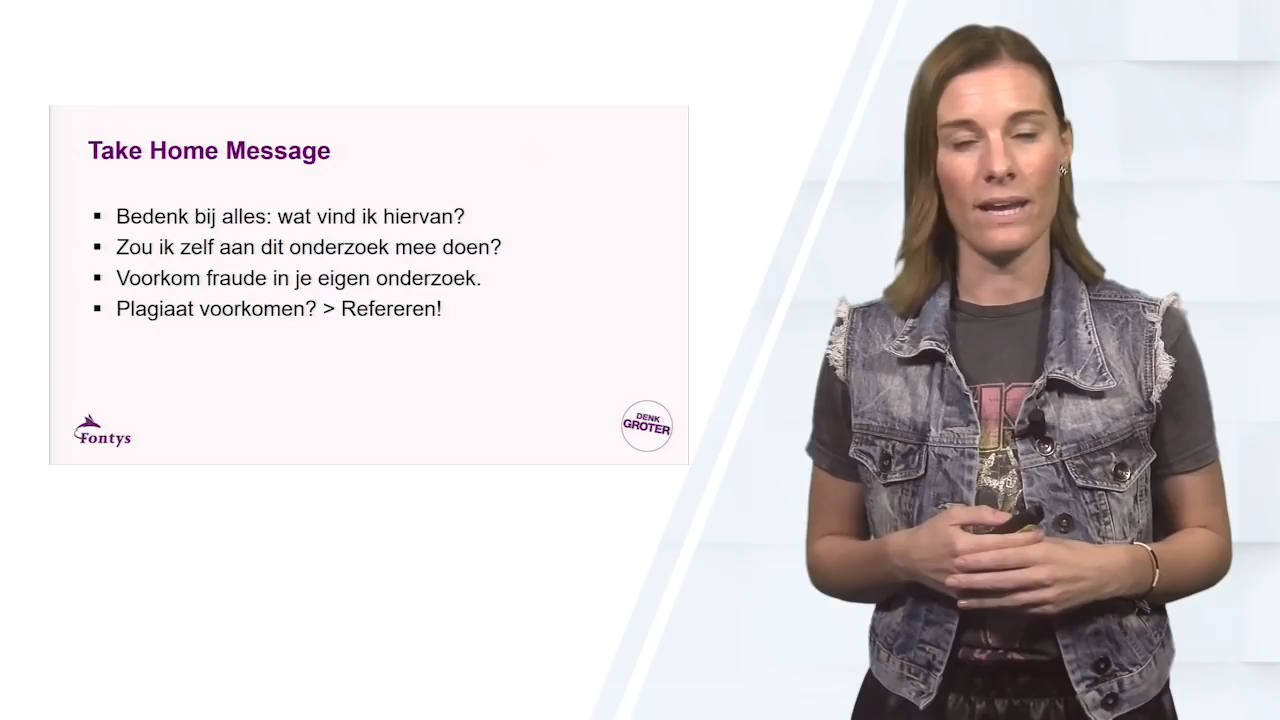 Take Home Message
Bedenk bij alles: wat vind ik hiervan?
Zou ik zelf aan dit onderzoek mee doen?
Voorkom fraude in je eigen onderzoek.
Plagiaat voorkomen? > Refereren!
Fontys
DENK
GROTER